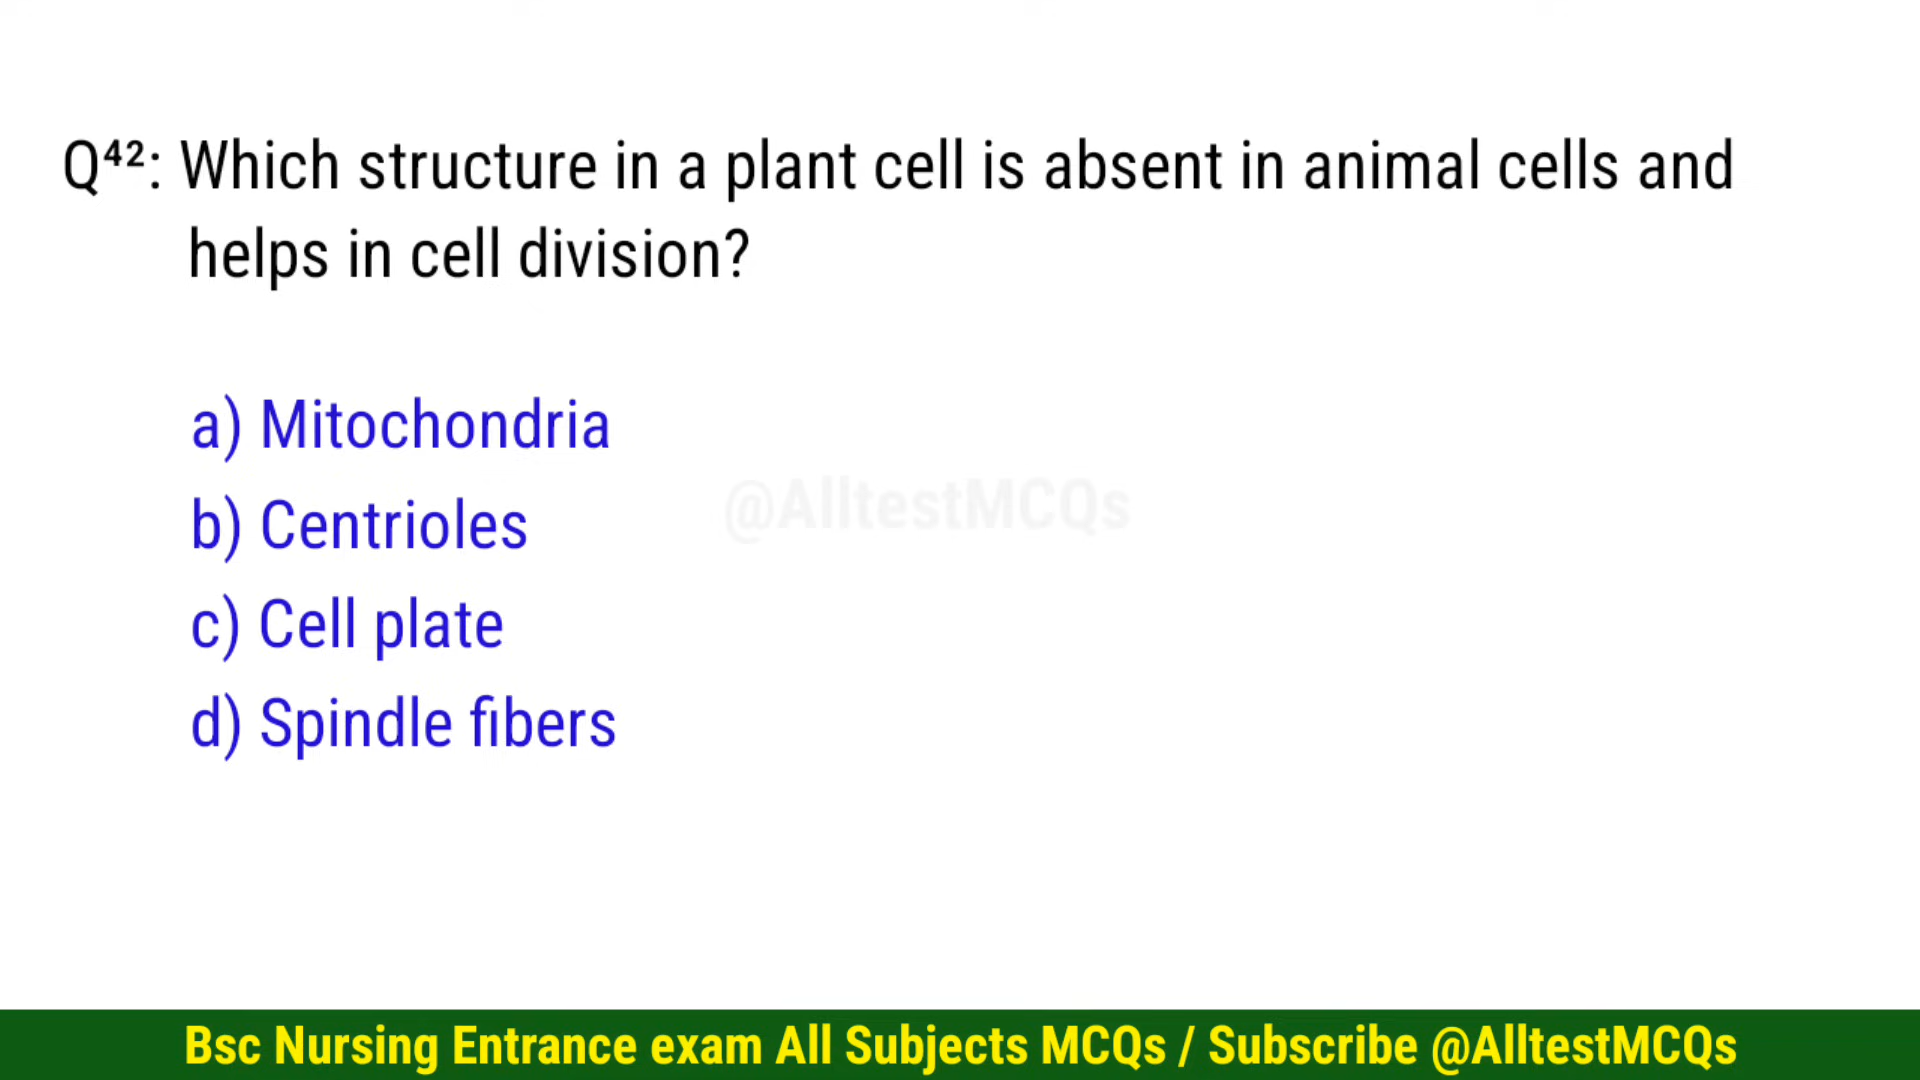 Q⁴²: Which structure in a plant cell is absent in animal cells and
helps in cell division?
a) Mitochondria
@AlltestMCQs
b) Centrioles
c) Cell plate
d) Spindle fibers
Bsc Nursing Entrance exam All Subjects MCQs / Subscribe @AlltestMCQs